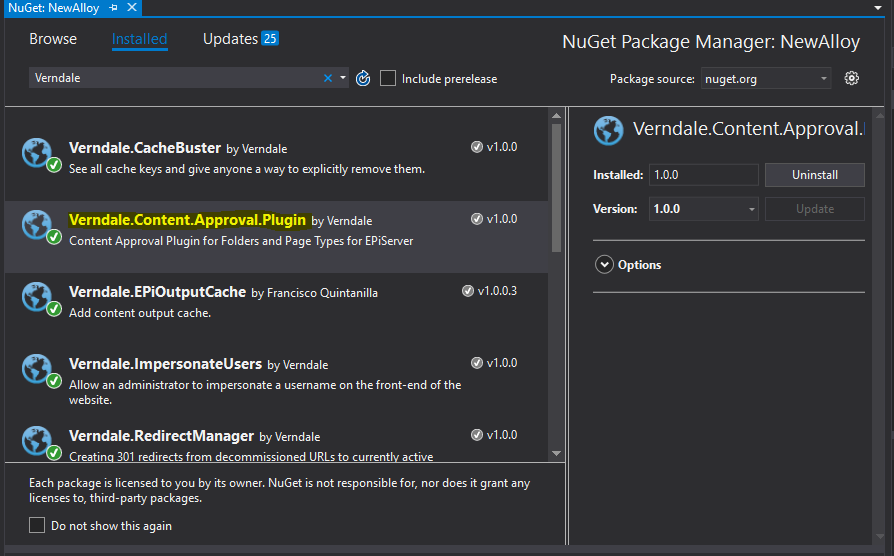 NuGet: NewAlloy
Browse Installed Updates 25
NuGet Package Manager: NewAlloy
Verndale
Include prerelease
Package source: nuget.org
Verndale.CacheBuster by Verndale v1.0.0
See all cache keys and give anyone a way to explicitly remove them.
Verndale.Content.Approval.Plugin by Verndale v1.0.0
Content Approval Plugin for Folders and Page Types for EPiServer
Verndale.EPiOutputCache by Francisco Quintanilla v1.0.0.3
Add content output cache.
Verndale.ImpersonateUsers by Verndale v1.0.0
Allow an administrator to impersonate a username on the front-end of the
website.
Verndale.RedirectManager by Verndale v1.0.0
Creating 301 redirects from decommissioned URLs to currently active
Each package is licensed to you by its owner. NuGet is not responsible for, nor does it grant any
licenses to, third-party packages.
Do not show this again
Verndale.Content.Approval.
Installed: 1.0.0 Uninstall
Version: 1.0.0 Update
Options